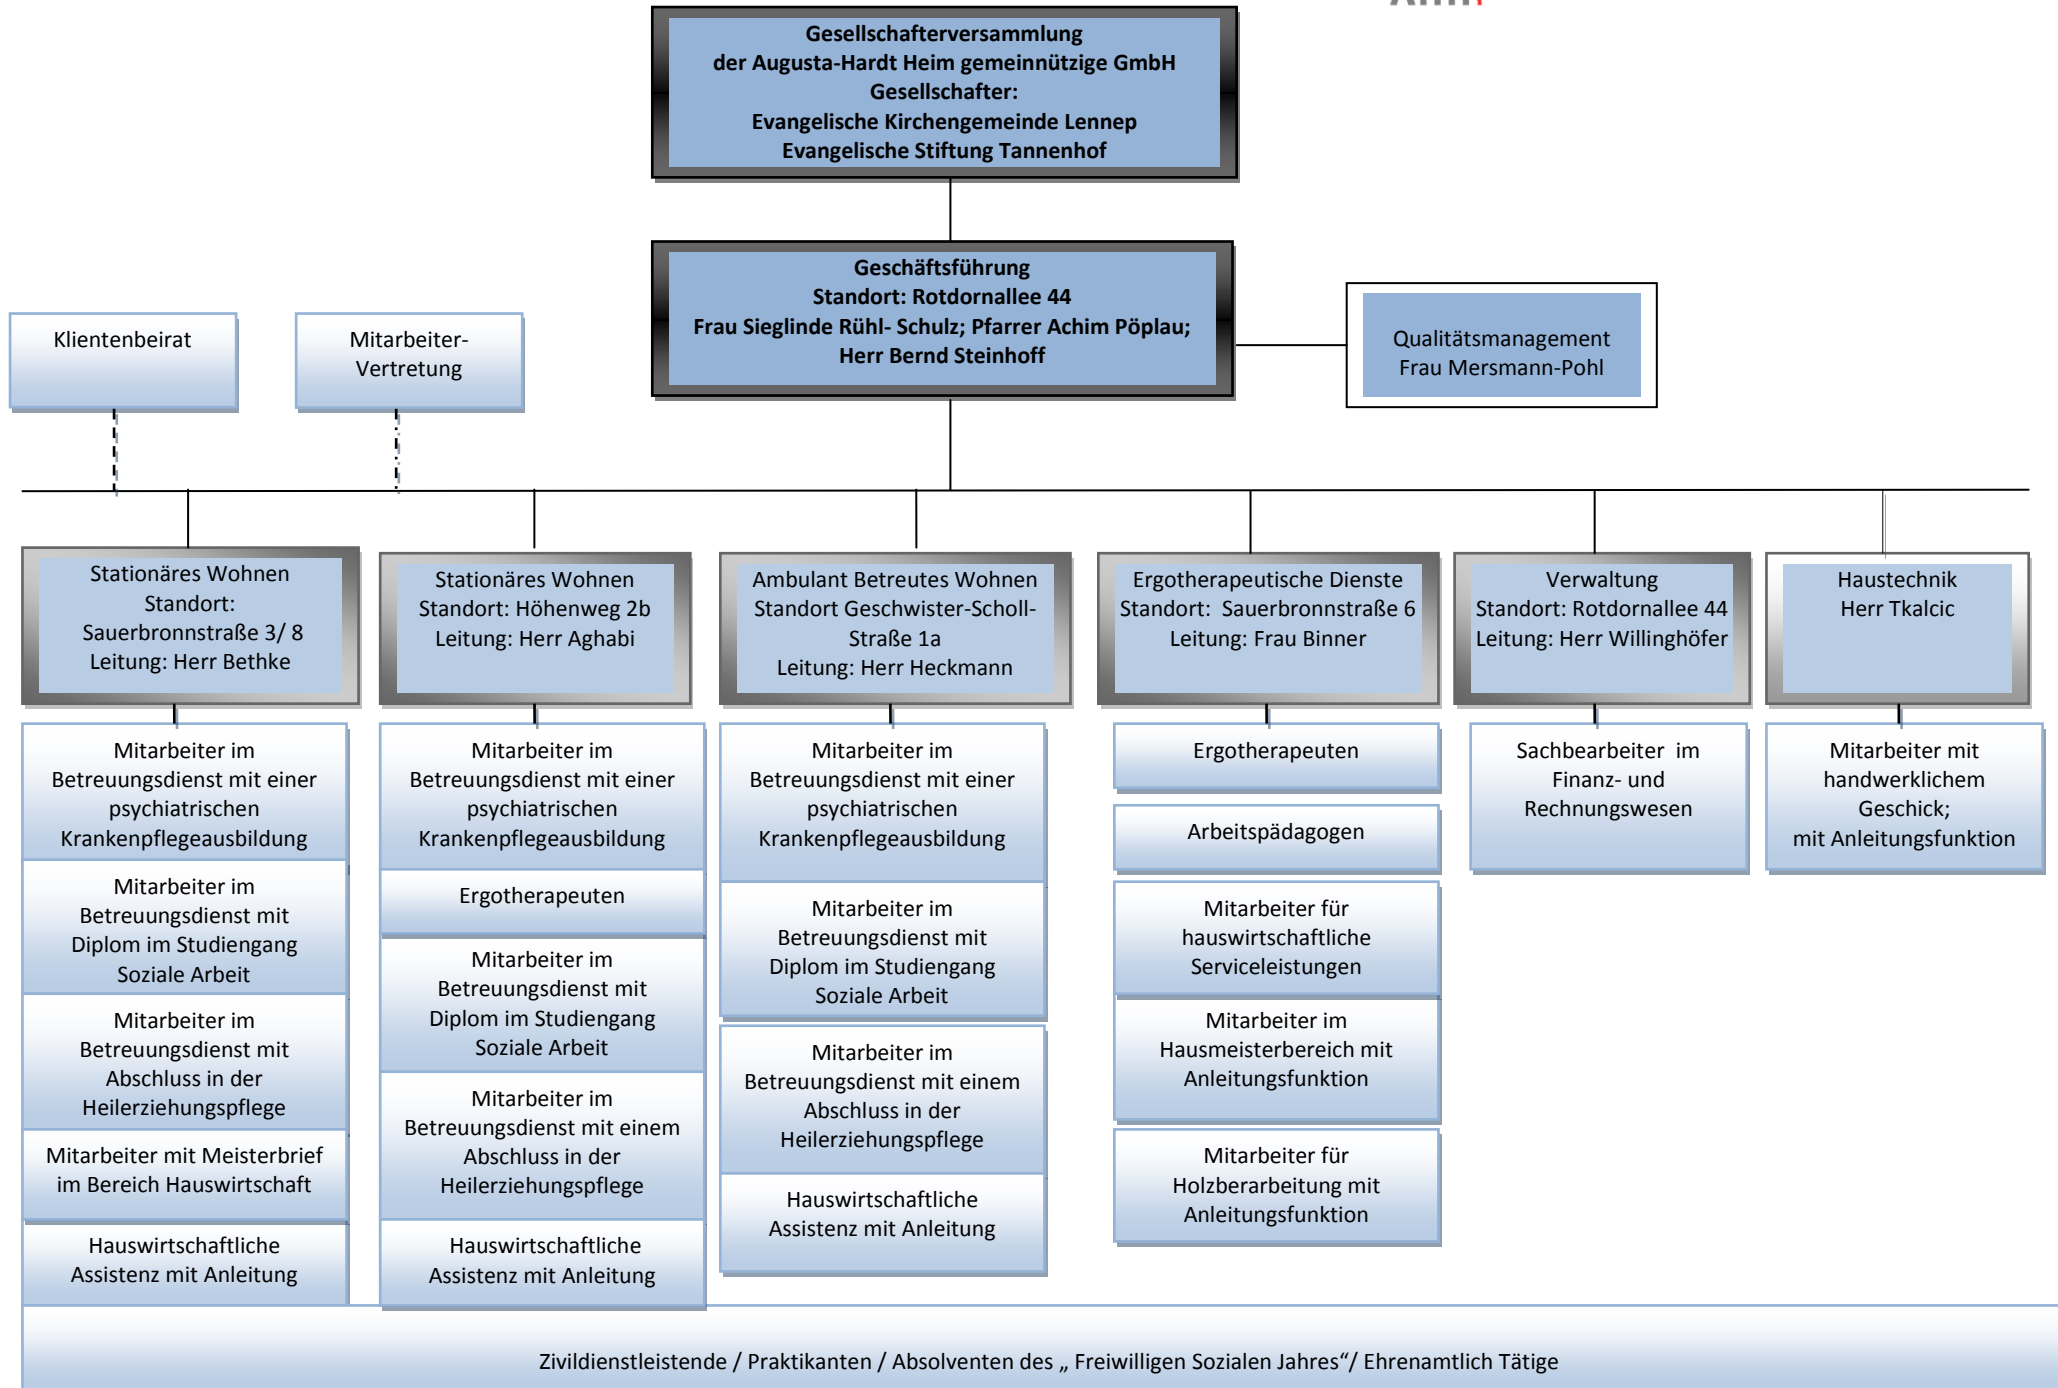 Gesellschafterversammlung
der Augusta-Hardt Heim gemeinnützige GmbH
Gesellschafter:
Evangelische Kirchengemeinde Lennep
Evangelische Stiftung Tannenhof
Geschäftsführung
Standort: Rotdornallee 44
Frau Sieglinde Rühl- Schulz; Pfarrer Achim Pöplau;
Herr Bernd Steinhoff
Klientenbeirat
Mitarbeiter-
Vertretung
Qualitätsmanagement
Frau Mersmann-Pohl
Stationäres Wohnen
Standort:
Sauerbronnstraße 3/ 8
Leitung: Herr Bethke
Stationäres Wohnen
Standort: Höhenweg 2b
Leitung: Herr Aghabi
Ambulant Betreutes Wohnen
Standort Geschwister-Scholl-
Straße 1a
Leitung: Herr Heckmann
Ergotherapeutische Dienste
Standort:  Sauerbronnstraße 6
Leitung: Frau Binner
Verwaltung
Standort: Rotdornallee 44
Leitung: Herr Willinghöfer
Haustechnik
Herr Tkalcic
Mitarbeiter im
Betreuungsdienst mit einer
psychiatrischen
Krankenpflegeausbildung
Mitarbeiter im
Betreuungsdienst mit
Diplom im Studiengang
Soziale Arbeit
Mitarbeiter im
Betreuungsdienst mit
Abschluss in der
Heilerziehungspflege
Mitarbeiter mit Meisterbrief
im Bereich Hauswirtschaft
Hauswirtschaftliche
Assistenz mit Anleitung
Mitarbeiter im
Betreuungsdienst mit einer
psychiatrischen
Krankenpflegeausbildung
Ergotherapeuten
Mitarbeiter im
Betreuungsdienst mit
Diplom im Studiengang
Soziale Arbeit
Mitarbeiter im
Betreuungsdienst mit einem
Abschluss in der
Heilerziehungspflege
Hauswirtschaftliche
Assistenz mit Anleitung
Mitarbeiter im
Betreuungsdienst mit einer
psychiatrischen
Krankenpflegeausbildung
Mitarbeiter im
Betreuungsdienst mit
Diplom im Studiengang
Soziale Arbeit
Mitarbeiter im
Betreuungsdienst mit einem
Abschluss in der
Heilerziehungspflege
Hauswirtschaftliche
Assistenz mit Anleitung
Ergotherapeuten
Arbeitspädagogen
Mitarbeiter für
hauswirtschaftliche
Serviceleistungen
Mitarbeiter im
Hausmeisterbereich mit
Anleitungsfunktion
Mitarbeiter für
Holzberarbeitung mit
Anleitungsfunktion
Sachbearbeiter  im
Finanz- und
Rechnungswesen
Mitarbeiter mit
handwerklichem
Geschick;
mit Anleitungsfunktion
Zivildienstleistende / Praktikanten / Absolventen des „ Freiwilligen Sozialen Jahres“/ Ehrenamtlich Tätige